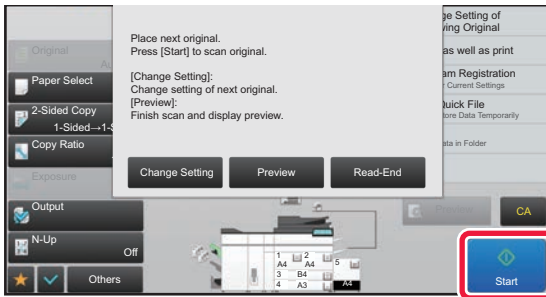 Place next original.
Press [Start] to scan original.
[Change Setting]:
Change setting of next original.
[Preview]:
Finish scan and display preview.
Change Setting
Preview
Read-End
Original
Paper Select
2-Sided Copy
1-Sided→1-S
Copy Ratio
Exposure
Output
N-Up
Off
Others
ge Setting of
ving Original
as well as print
am Registration
Current Settings
Quick File
tore Data Temporarily
ata in Folder
Preview
CA
Start
1 A4
2 A4
3 B4
4 A3
5 A4